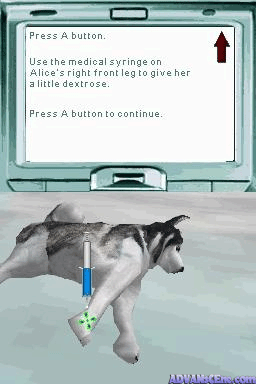 Press A button.
Use the medical syringe on
Alice's right front leg to give her
a little dextrose.
Press A button to continue.
ADVANSCENE.com